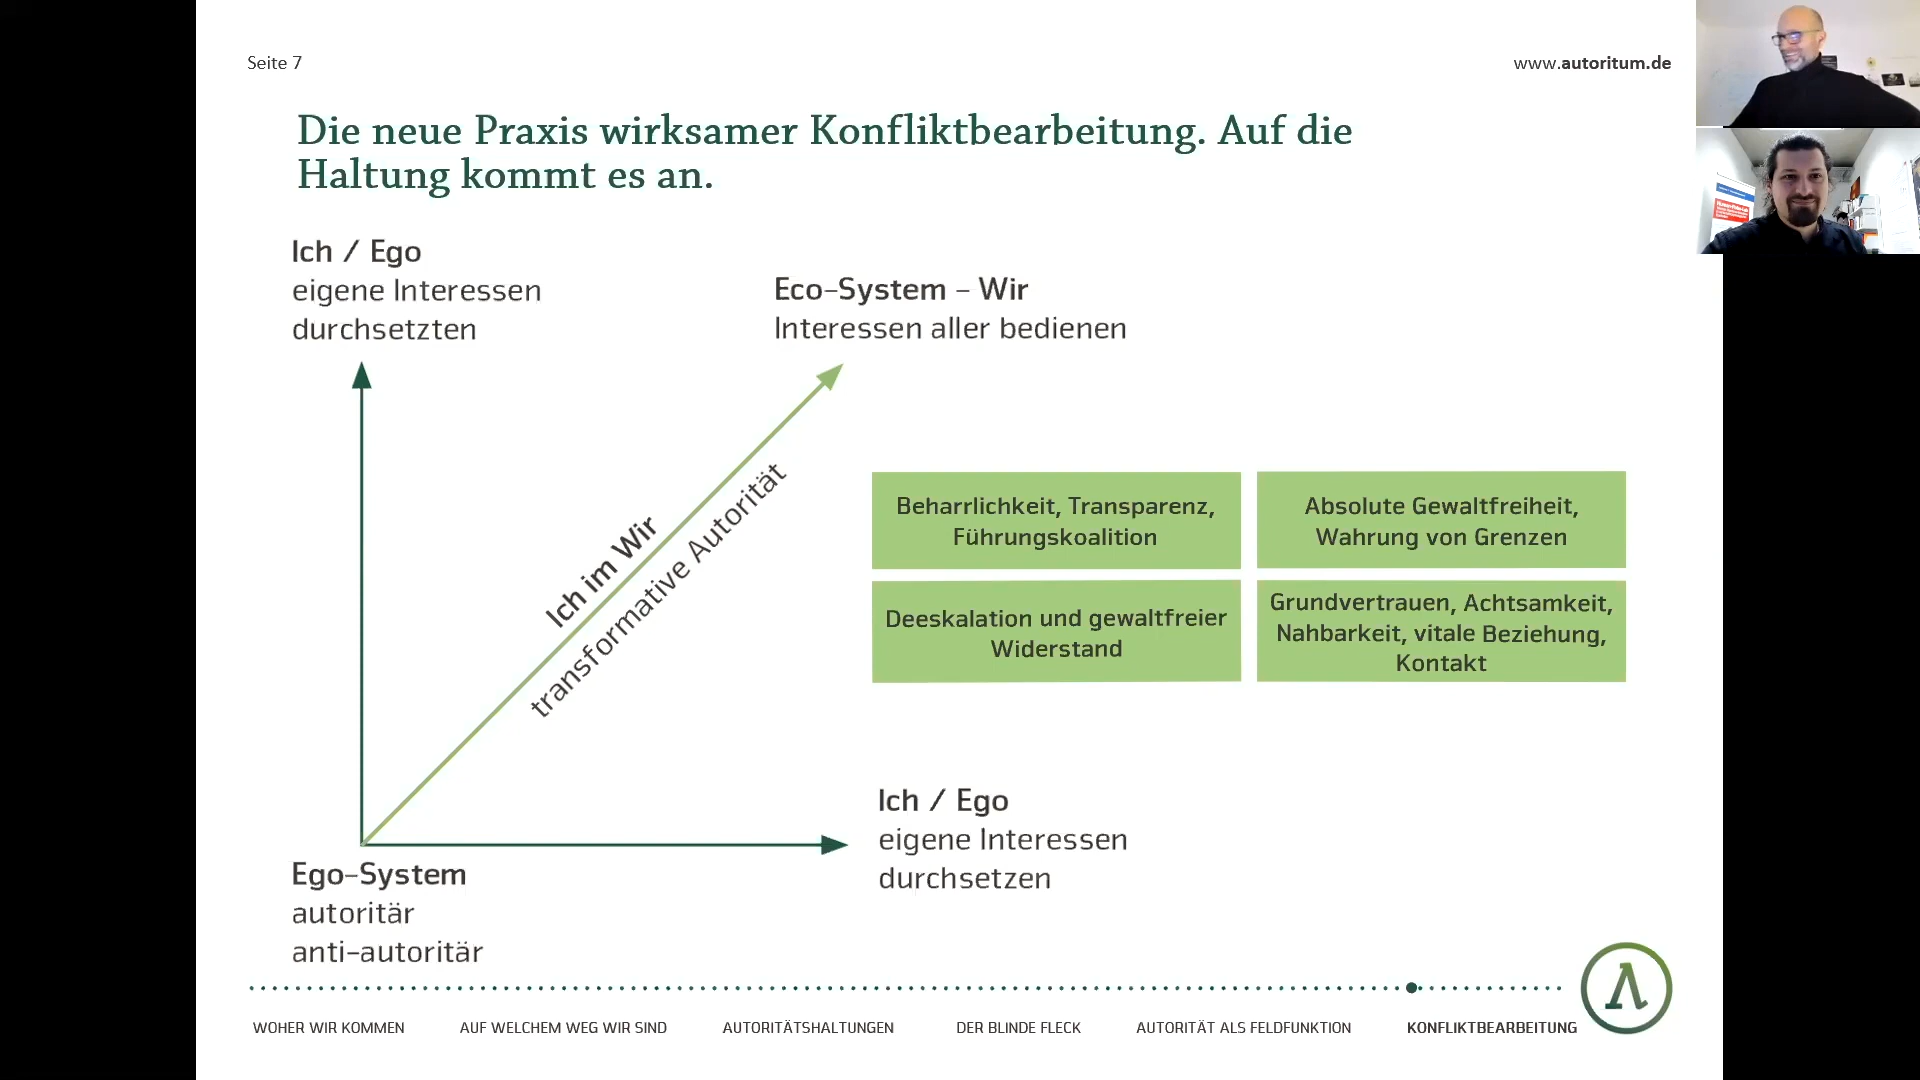 Seite 7
www.autoritum.de
Die neue Praxis wirksamer Konfliktbearbeitung. Auf die
Haltung kommt es an.
Ich / Ego
eigene Interessen
durchsetzten
Eco-System - Wir
Interessen aller bedienen
Ich im Wir
transformative Autorität
Beharrlichkeit, Transparenz,
Führungskoalition
Absolute Gewaltfreiheit,
Wahrung von Grenzen
Deeskalation und gewaltfreier
Widerstand
Grundvertrauen, Achtsamkeit,
Nahbarkeit, vitale Beziehung,
Kontakt
Ich / Ego
eigene Interessen
durchsetzen
Ego-System
autoritär
anti-autoritär
WOHER WIR KOMMEN
AUF WELCHEM WEG WIR SIND
AUTORITÄTSHALTUNGEN
DER BLINDE FLECK
AUTORITÄT ALS FELDFUNKTION
KONFLIKTBEARBEITUNG